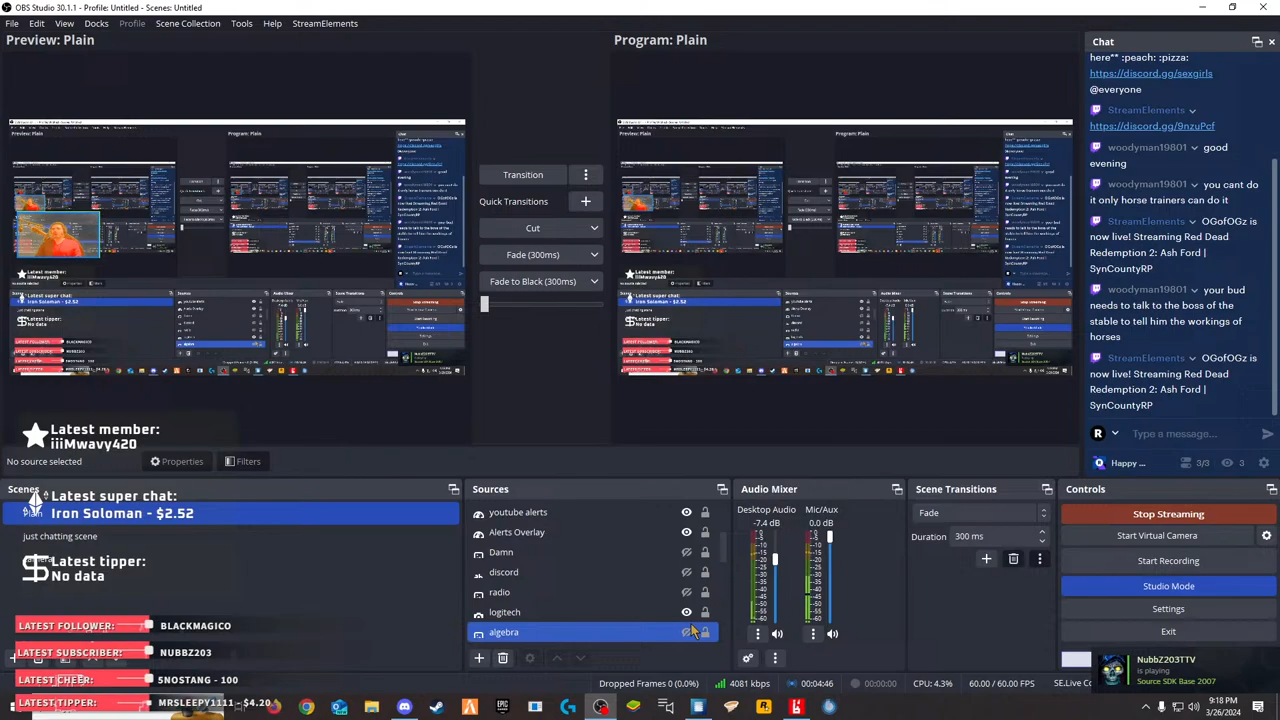 OBS Studio 30.1.1 - Profile: Untitled - Scenes: Untitled
File Edit View Docks Profile Scene Collection Tools Help StreamElements
Preview: Plain
Program: Plain
Transition
Quick Transitions
Cut
Fade (300ms)
Fade to Black (300ms)
Chat
here** :peach: :pizza:
https://discord.gg/sexgirls
@everyone
StreamElements
https://discord.gg/9nzuPcf
woodyman19801 good
evening
woodyman19801 you cant do
it only horse trainers can do it
StreamElements OGofOGz is
now live! Streaming Red Dead
Redemption 2: Ash Ford |
SynCountyRP
woodyman19801 your bud
needs to talk to the boss of the
stable to tell him the workings of
horses
StreamElements OGofOGz is
now live! Streaming Red Dead
Redemption 2: Ash Ford |
SynCountyRP
R Type a message...
Happy ... 3/3 3
Latest member:
iiiMwavy420
No source selected Properties Filters
Scenes
Latest super chat:
Iron Soloman - $2.52
just chatting scene
Latest tipper:
No data
LATEST FOLLOWER: BLACKMAGICO
LATEST SUBSCRIBER: NUBBZ203
LATEST CHEER: 5NOSTANG - 100
LATEST TIPPER: MRSLEEPY1111 - $4.20
Sources
youtube alerts
Alerts Overlay
Damn
discord
radio
logitech
algebra
Audio Mixer
Desktop Audio Mic/Aux
-7.4 dB 0.0 dB
Scene Transitions
Fade
Duration 300 ms
Controls
Stop Streaming
Start Virtual Camera
Start Recording
Studio Mode
Settings
Exit
NubbZ203TTV
is playing
Source SDK Base 2007
Dropped Frames 0 (0.0%) 4081 kbps 00:04:46 00:00:00 CPU: 4.3% 60.00 / 60.00 FPS SE.Live
9:18 PM
3/26/2024